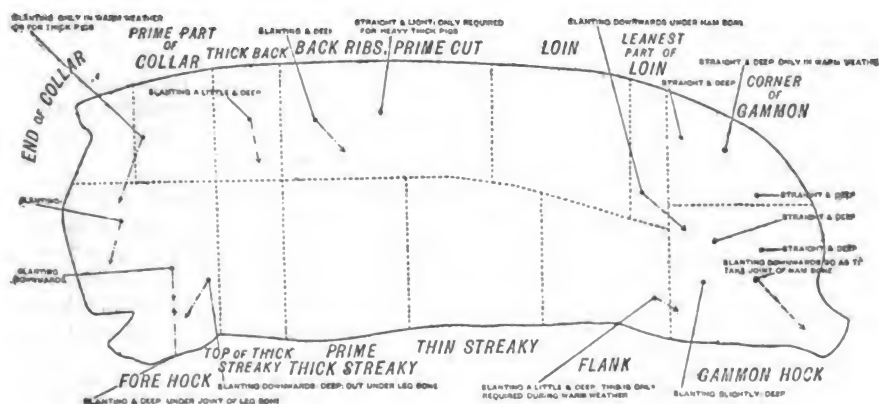 SLANTING ONLY IN WARM WEATHER
OR FOR THICK PIGS
PRIME PART
OF
COLLAR
THICK BACK
SLANTING & DEEP
BACK RIBS
STRAIGHT & LIGHT: ONLY REQUIRED
FOR HEAVY THICK PIGS
PRIME CUT
LOIN
SLANTING DOWNWARDS UNDER HAM BONE
LEANEST
PART OF
LOIN
STRAIGHT & DEEP
STRAIGHT & DEEP ONLY IN WARM WEATHER
CORNER
OF
GAMMON
END OF COLLAR
SLANTING A LITTLE & DEEP
SLANTING
STRAIGHT & DEEP
STRAIGHT & DEEP
STRAIGHT & DEEP
SLANTING DOWNWARDS SO AS TO
TAKE JOINT OF HAM BONE
SLANTING
DOWNWARDS
FORE HOCK
TOP OF THICK
STREAKY
PRIME
THICK STREAKY
THIN STREAKY
FLANK
GAMMON HOCK
SLANTING & DEEP UNDER JOINT OF LEG BONE
SLANTING DOWNWARDS: DEEP: OUT UNDER LEG BONE
SLANTING A LITTLE & DEEP. THIS IS ONLY
REQUIRED DURING WARM WEATHER
SLANTING SLIGHTLY: DEEP